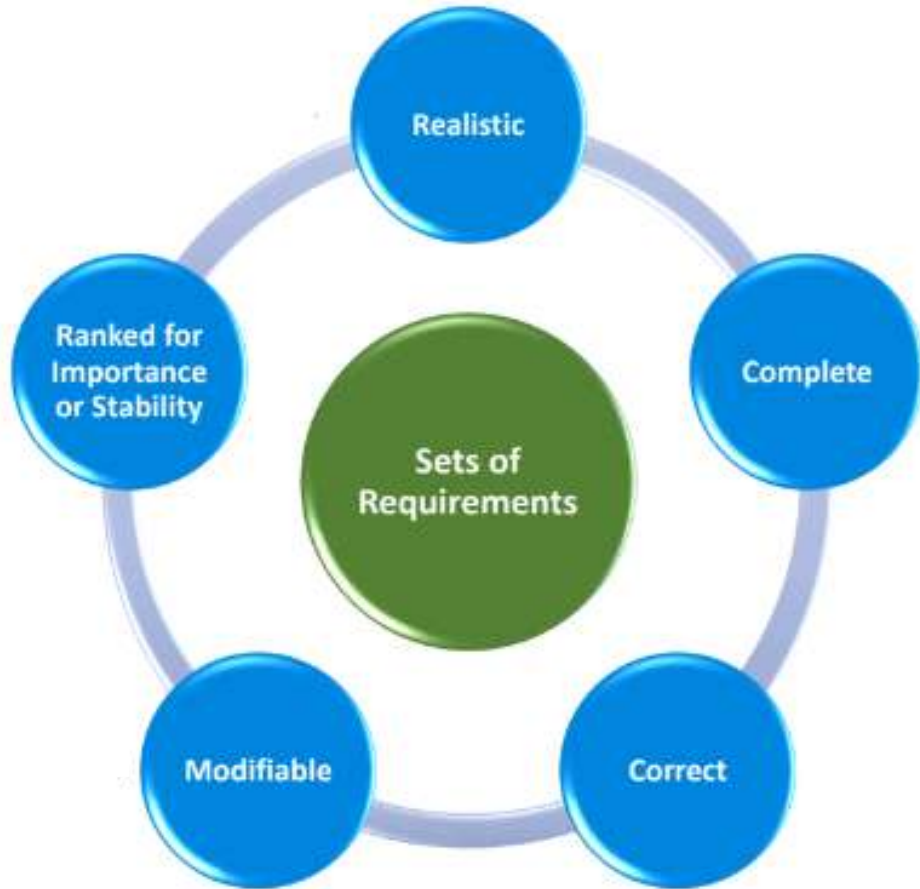 Realistic
Ranked for
Importance
or Stability
Complete
Sets of
Requirements
Modifiable
Correct